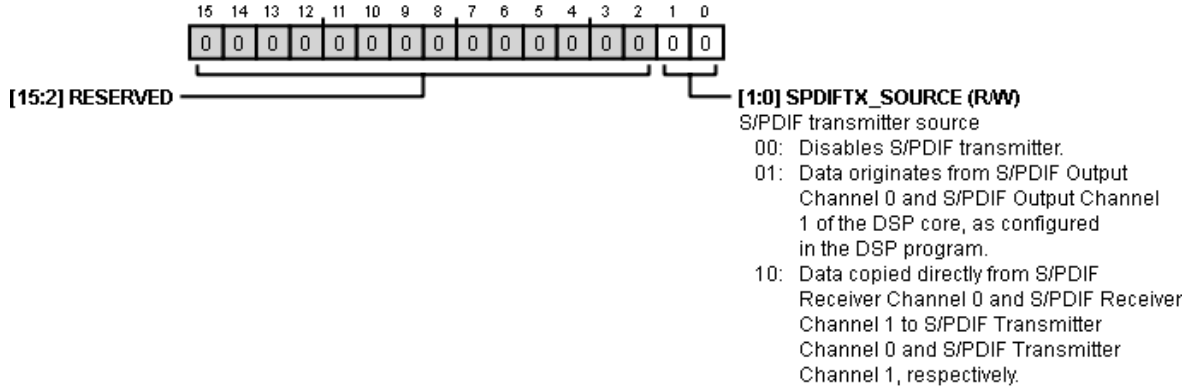 15 14 13 12 11 10 9 8 7 6 5 4 3 2 1 0
0 0 0 0 0 0 0 0 0 0 0 0 0 0 0 0
[15:2] RESERVED
[1:0] SPDIFTX_SOURCE (R/W)
S/PDIF transmitter source
00: Disables S/PDIF transmitter.
01: Data originates from S/PDIF Output
Channel 0 and S/PDIF Output Channel
1 of the DSP core, as configured
in the DSP program.
10: Data copied directly from S/PDIF
Receiver Channel 0 and S/PDIF Receiver
Channel 1 to S/PDIF Transmitter
Channel 0 and S/PDIF Transmitter
Channel 1, respectively.